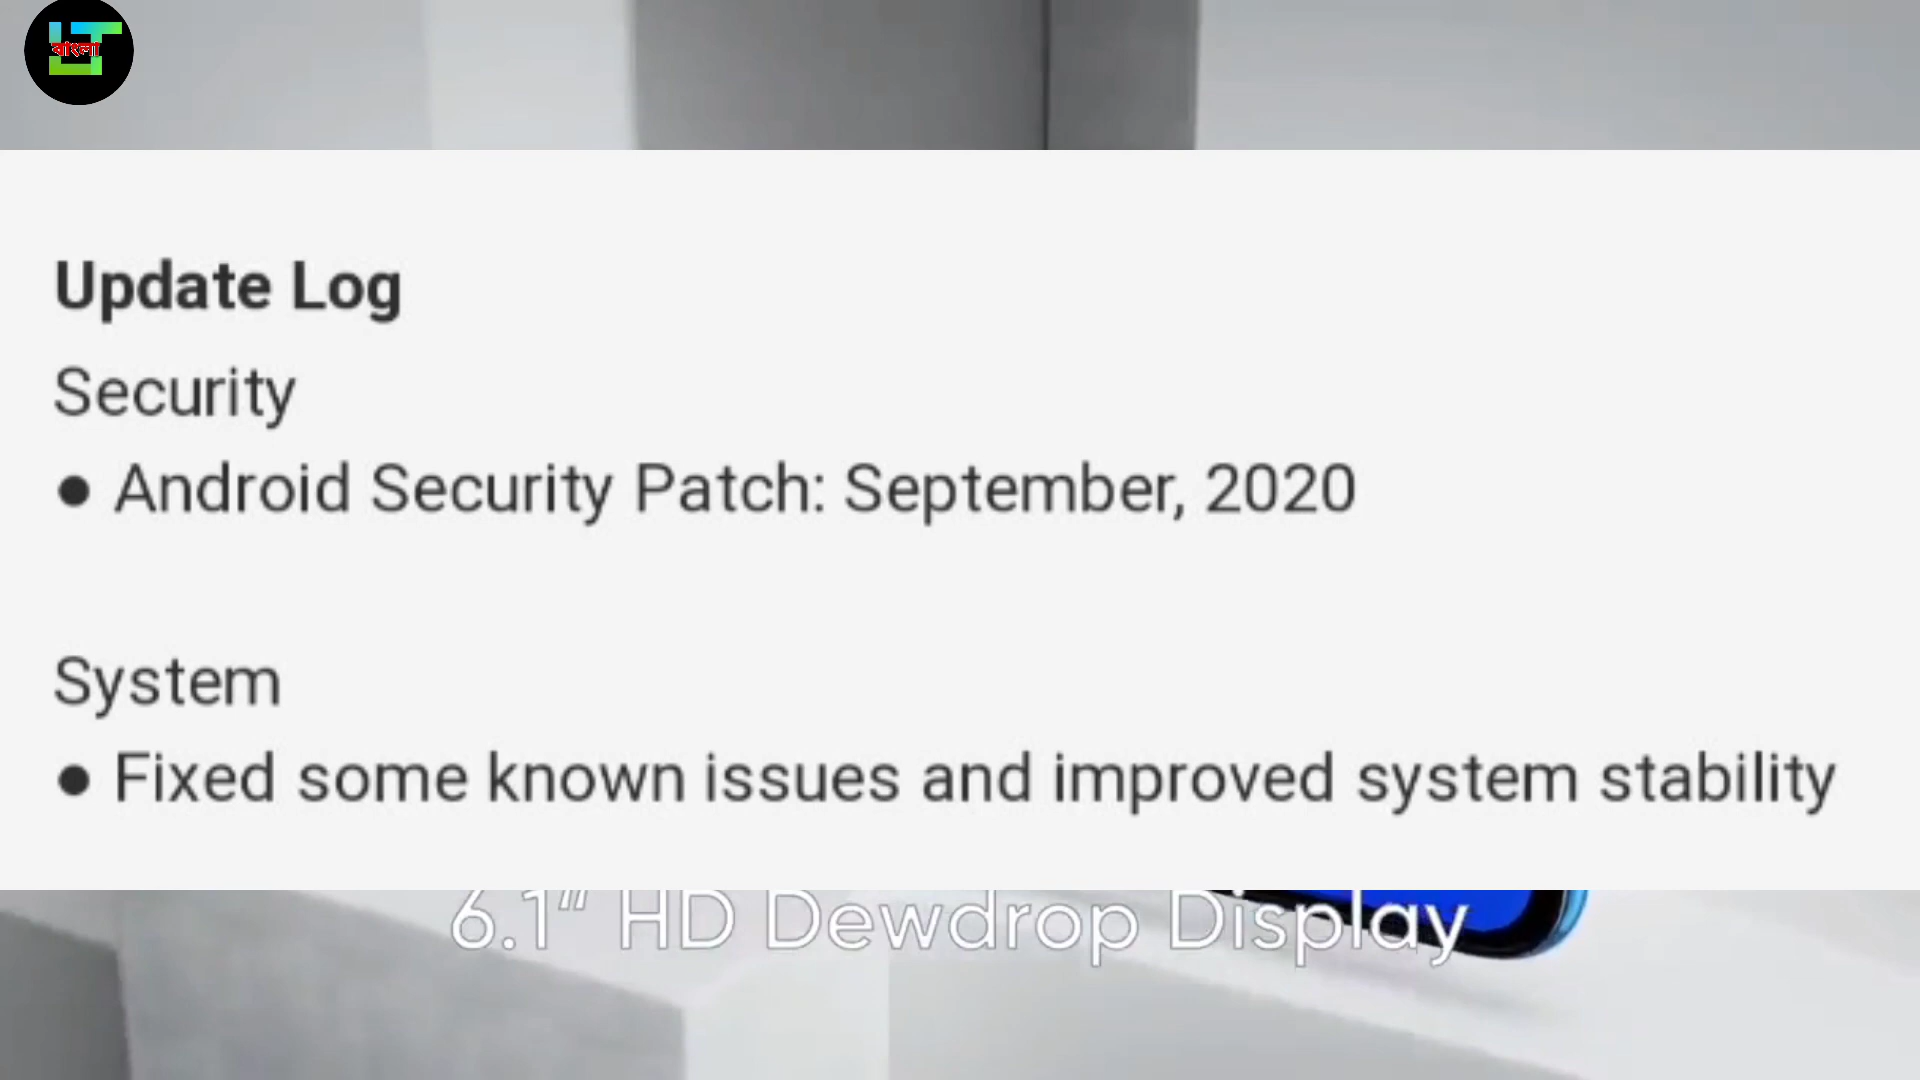 LT
বাংলা
Update Log
Security
● Android Security Patch: September, 2020
System
● Fixed some known issues and improved system stability
6.1" HD Dewdrop Display